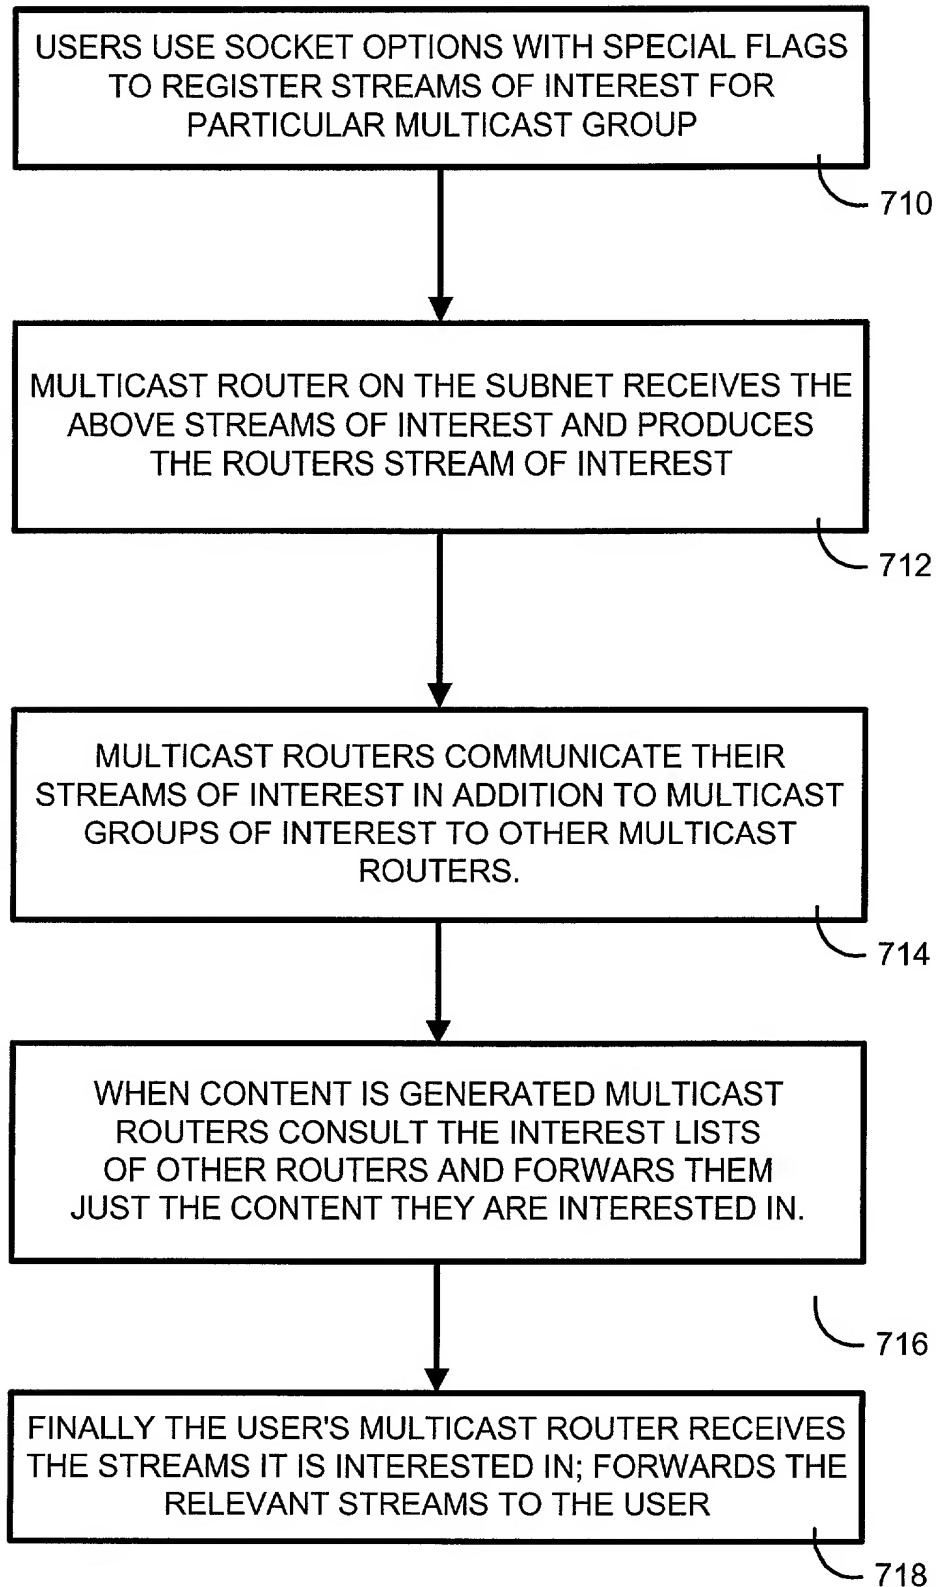 USERS USE SOCKET OPTIONS WITH SPECIAL FLAGS
TO REGISTER STREAMS OF INTEREST FOR
PARTICULAR MULTICAST GROUP
710
MULTICAST ROUTER ON THE SUBNET RECEIVES THE
ABOVE STREAMS OF INTEREST AND PRODUCES
THE ROUTERS STREAM OF INTEREST
712
MULTICAST ROUTERS COMMUNICATE THEIR
STREAMS OF INTEREST IN ADDITION TO MULTICAST
GROUPS OF INTEREST TO OTHER MULTICAST
ROUTERS.
714
WHEN CONTENT IS GENERATED MULTICAST
ROUTERS CONSULT THE INTEREST LISTS
OF OTHER ROUTERS AND FORWARS THEM
JUST THE CONTENT THEY ARE INTERESTED IN.
716
FINALLY THE USER'S MULTICAST ROUTER RECEIVES
THE STREAMS IT IS INTERESTED IN; FORWARDS THE
RELEVANT STREAMS TO THE USER
718